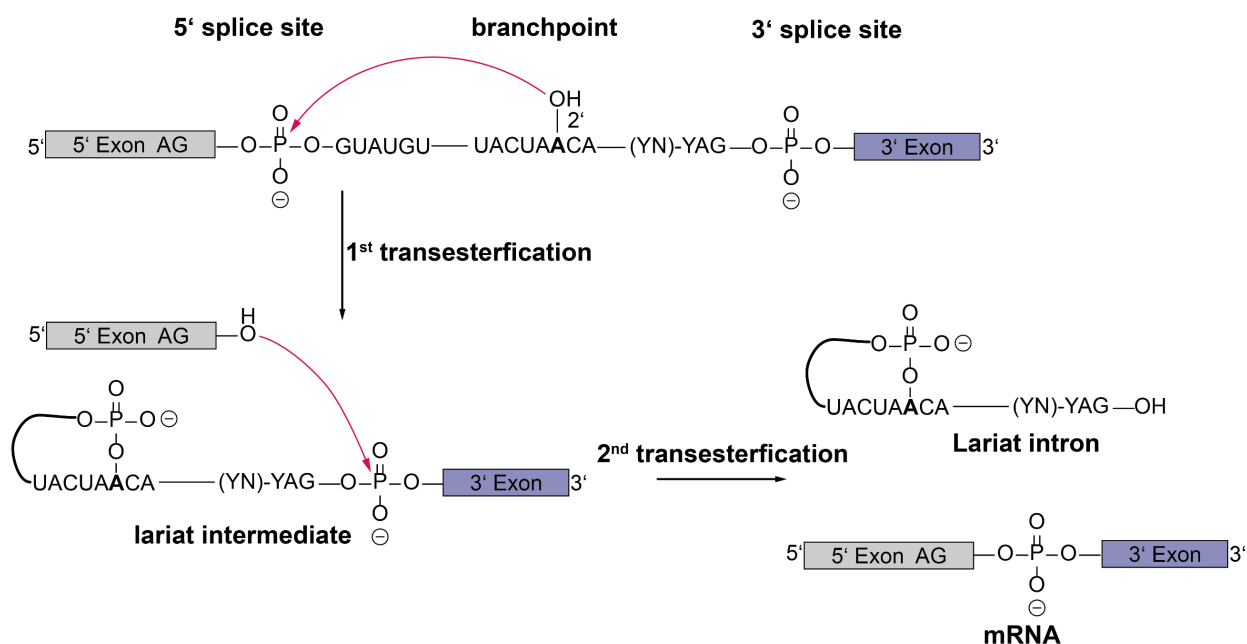 5‘ splice site branchpoint 3‘ splice site
OH
2‘
O O
5‘ 5‘ Exon AG O P O GUAUGU UACUAACA (YN)-YAG O P O 3‘ Exon 3‘
O O
⊖ ⊖
1st transesterfication
H
5‘ 5‘ Exon AG O
O
O P O ⊖
O
UACUAACA (YN)-YAG O P O 3‘ Exon 3‘
O
O
⊖
lariat intermediate
2nd transesterfication
O
O P O ⊖
O
UACUAACA (YN)-YAG OH
Lariat intron
O
5‘ 5‘ Exon AG O P O 3‘ Exon 3‘
O
⊖
mRNA